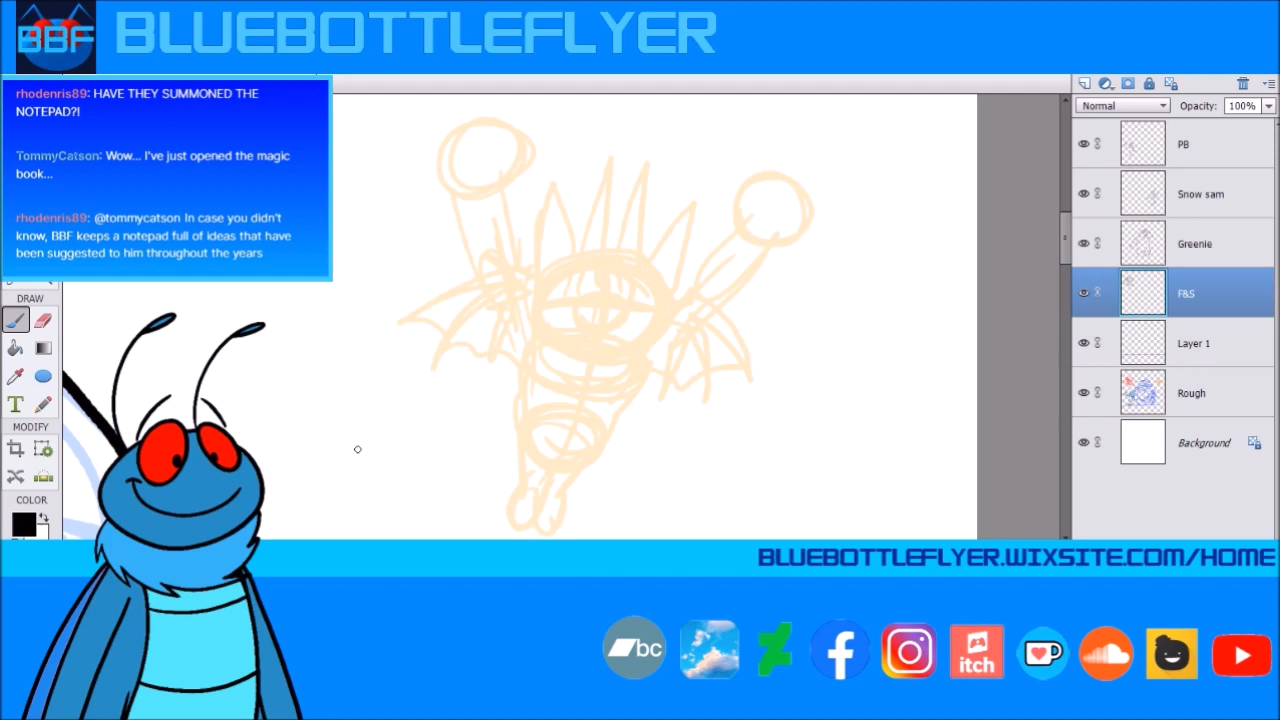 BBF
BLUEBOTTLEFLYER
rhodenris89: HAVE THEY SUMMONED THE
NOTEPAD?!
TommyCatson: Wow... I've just opened the magic
book...
rhodenris89: @tommycatson In case you didn't
know, BBF keeps a notepad full of ideas that have
been suggested to him throughout the years
DRAW
T
MODIFY
COLOR
Normal
Opacity:
100%
PB
Snow sam
Greenie
F&S
Layer 1
Rough
Background
BLUEBOTTLEFLYER.WIXSITE.COM/HOME
bc
itch